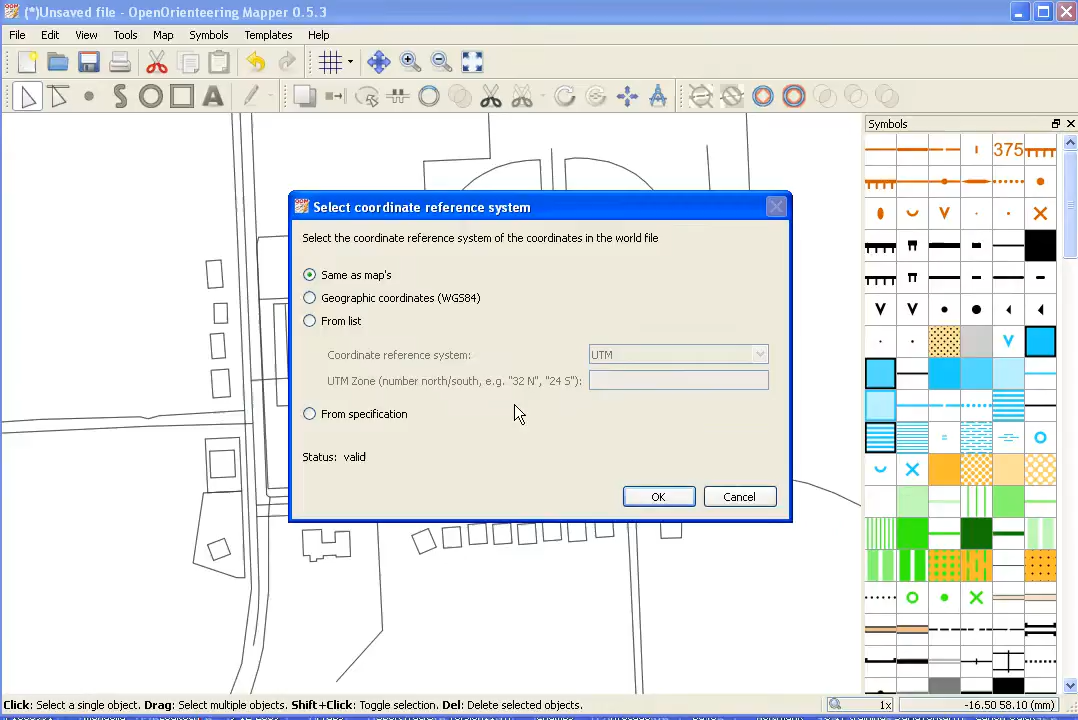 (*)Unsaved file - OpenOrienteering Mapper 0.5.3
File Edit View Tools Map Symbols Templates Help
Symbols
375
Select coordinate reference system
Select the coordinate reference system of the coordinates in the world file
Same as map's
Geographic coordinates (WGS84)
From list
Coordinate reference system: UTM
UTM Zone (number north/south, e.g. "32 N", "24 S"):
From specification
Status: valid
OK Cancel
Click: Select a single object. Drag: Select multiple objects. Shift+Click: Toggle selection. Del: Delete selected objects. 1x -16.50 58.10 (mm)